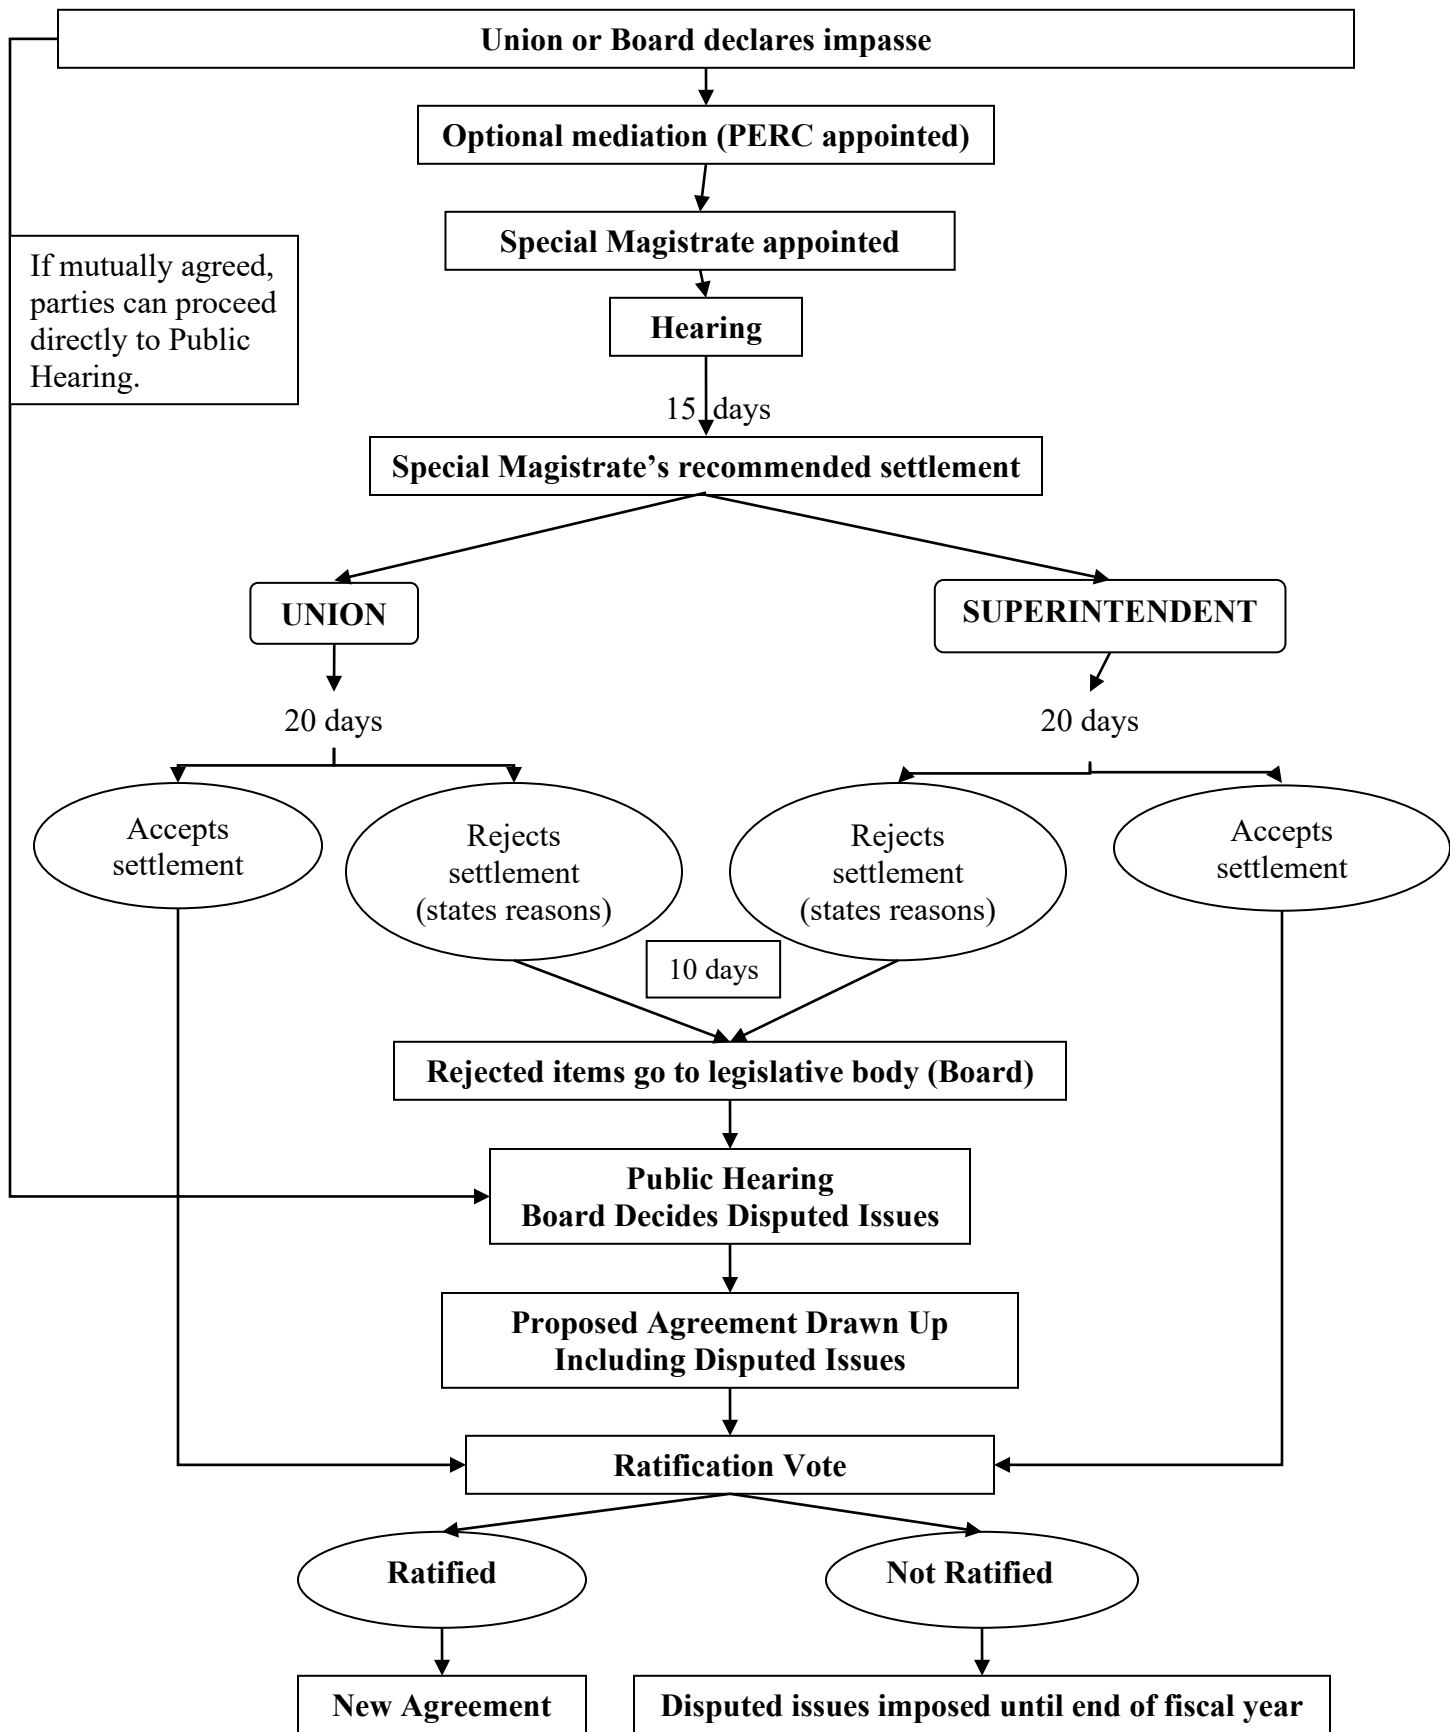 Union or Board declares impasse
Optional mediation (PERC appointed)
Special Magistrate appointed
If mutually agreed,
parties can proceed
directly to Public
Hearing.
Hearing
15 days
Special Magistrate’s recommended settlement
UNION
SUPERINTENDENT
20 days
20 days
Accepts
settlement
Rejects
settlement
(states reasons)
Rejects
settlement
(states reasons)
Accepts
settlement
10 days
Rejected items go to legislative body (Board)
Public Hearing
Board Decides Disputed Issues
Proposed Agreement Drawn Up
Including Disputed Issues
Ratification Vote
Ratified
Not Ratified
New Agreement
Disputed issues imposed until end of fiscal year